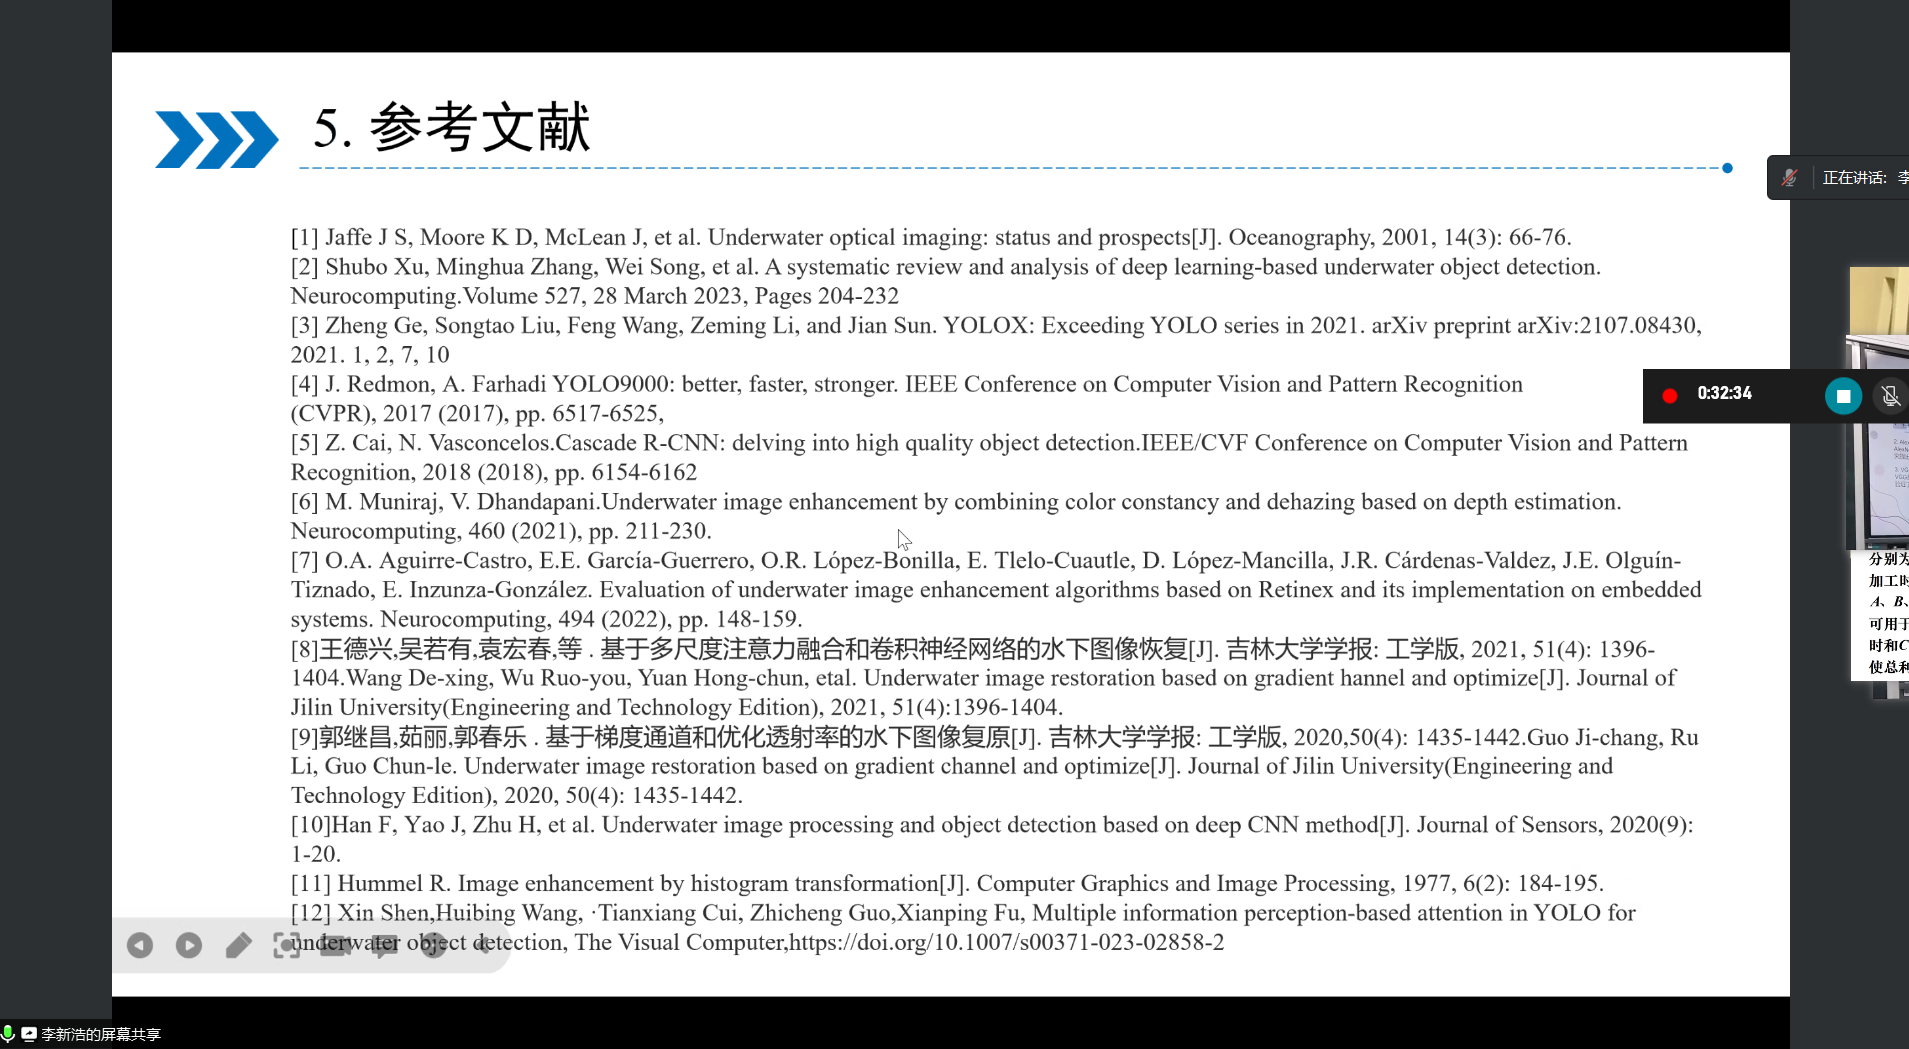 5. 参考文献
[1] Jaffe J S, Moore K D, McLean J, et al. Underwater optical imaging: status and prospects[J]. Oceanography, 2001, 14(3): 66-76.
[2] Shubo Xu, Minghua Zhang, Wei Song, et al. A systematic review and analysis of deep learning-based underwater object detection.
Neurocomputing.Volume 527, 28 March 2023, Pages 204-232
[3] Zheng Ge, Songtao Liu, Feng Wang, Zeming Li, and Jian Sun. YOLOX: Exceeding YOLO series in 2021. arXiv preprint arXiv:2107.08430,
2021. 1, 2, 7, 10
[4] J. Redmon, A. Farhadi YOLO9000: better, faster, stronger. IEEE Conference on Computer Vision and Pattern Recognition
(CVPR), 2017 (2017), pp. 6517-6525,
[5] Z. Cai, N. Vasconcelos.Cascade R-CNN: delving into high quality object detection.IEEE/CVF Conference on Computer Vision and Pattern
Recognition, 2018 (2018), pp. 6154-6162
[6] M. Muniraj, V. Dhandapani.Underwater image enhancement by combining color constancy and dehazing based on depth estimation.
Neurocomputing, 460 (2021), pp. 211-230.
[7] O.A. Aguirre-Castro, E.E. García-Guerrero, O.R. López-Bonilla, E. Tlelo-Cuautle, D. López-Mancilla, J.R. Cárdenas-Valdez, J.E. Olguín-
Tiznado, E. Inzunza-González. Evaluation of underwater image enhancement algorithms based on Retinex and its implementation on embedded
systems. Neurocomputing, 494 (2022), pp. 148-159.
[8]王德兴,吴若有,袁宏春,等 . 基于多尺度注意力融合和卷积神经网络的水下图像恢复[J]. 吉林大学学报: 工学版, 2021, 51(4): 1396-
1404.Wang De-xing, Wu Ruo-you, Yuan Hong-chun, etal. Underwater image restoration based on gradient hannel and optimize[J]. Journal of
Jilin University(Engineering and Technology Edition), 2021, 51(4):1396-1404.
[9]郭继昌,茹丽,郭春乐 . 基于梯度通道和优化透射率的水下图像复原[J]. 吉林大学学报: 工学版, 2020,50(4): 1435-1442.Guo Ji-chang, Ru
Li, Guo Chun-le. Underwater image restoration based on gradient channel and optimize[J]. Journal of Jilin University(Engineering and
Technology Edition), 2020, 50(4): 1435-1442.
[10]Han F, Yao J, Zhu H, et al. Underwater image processing and object detection based on deep CNN method[J]. Journal of Sensors, 2020(9):
1-20.
[11] Hummel R. Image enhancement by histogram transformation[J]. Computer Graphics and Image Processing, 1977, 6(2): 184-195.
[12] Xin Shen,Huibing Wang, ·Tianxiang Cui, Zhicheng Guo,Xianping Fu, Multiple information perception-based attention in YOLO for
underwater object detection, The Visual Computer,https://doi.org/10.1007/s00371-023-02858-2
正在讲话: 李
0:32:34
分别为
加工时
A、B、
可用于
时和C
使总利
李新浩的屏幕共享